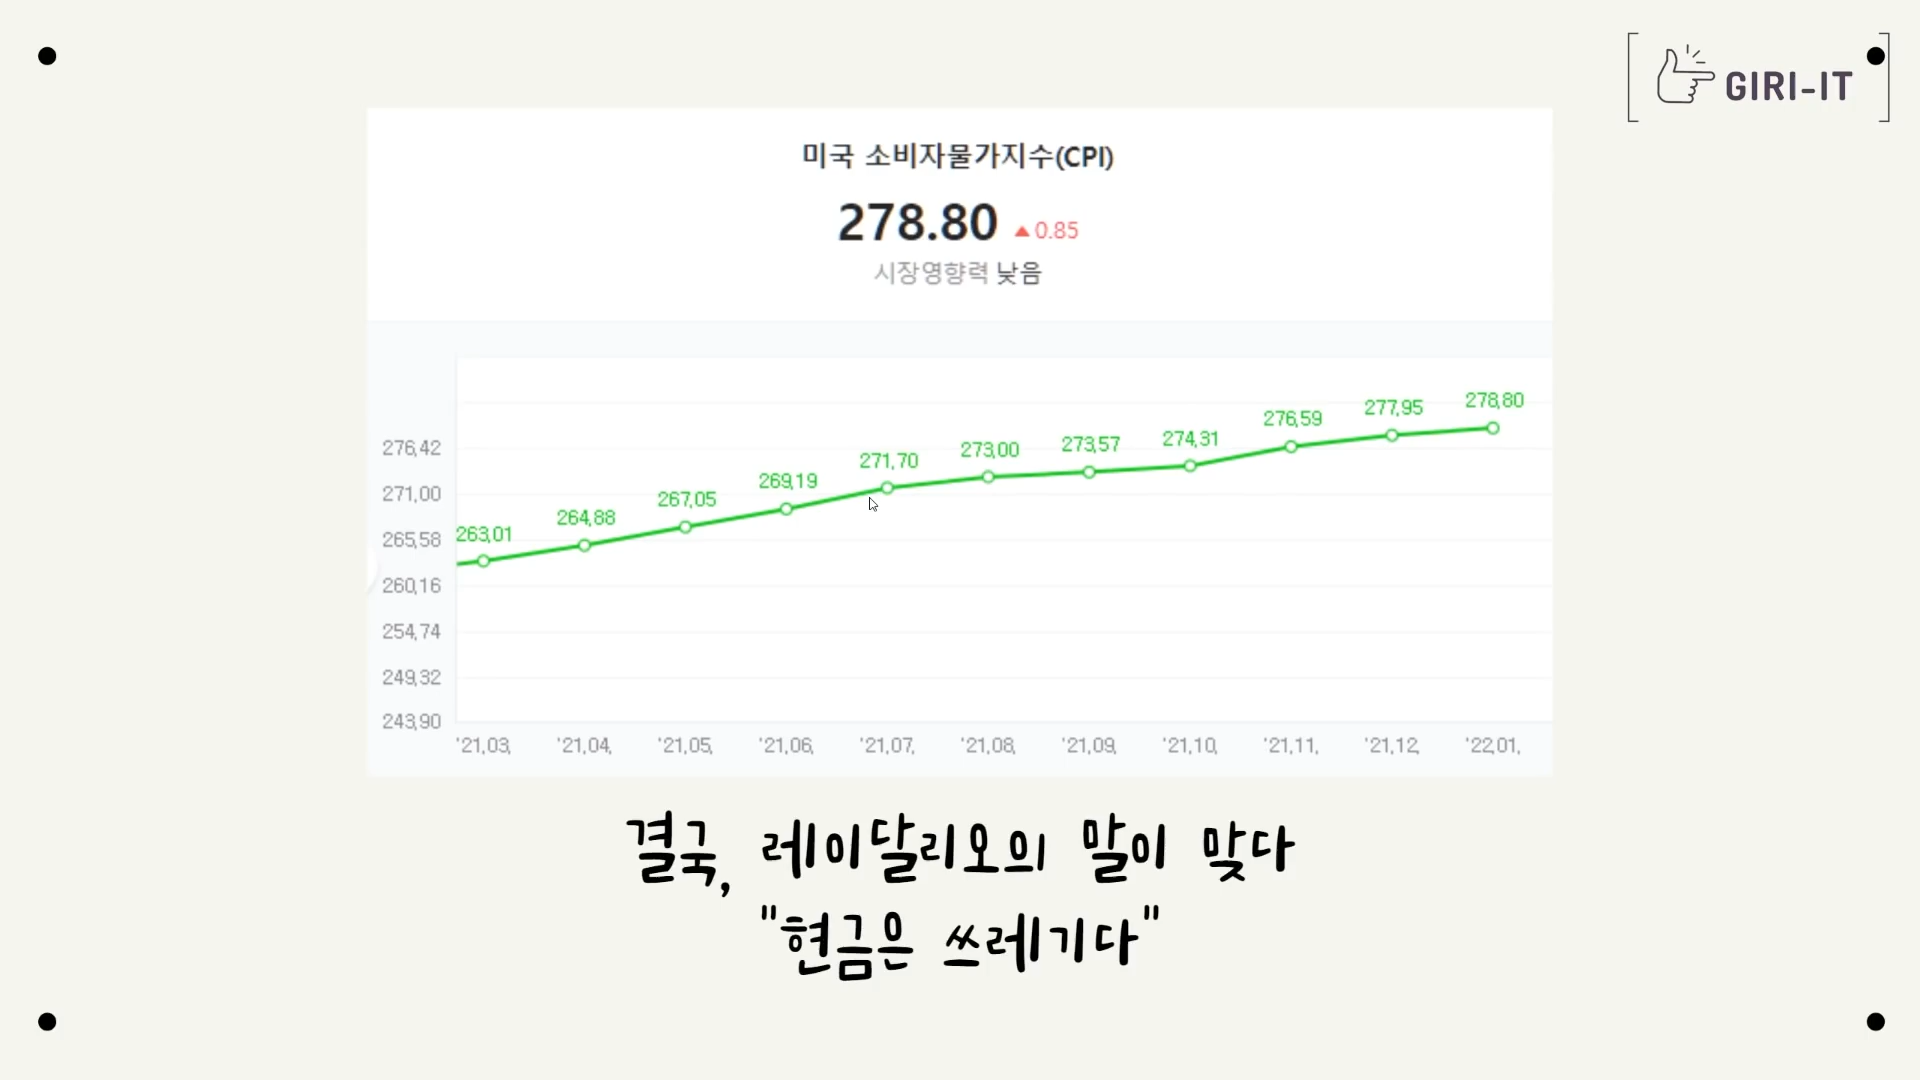 GIRI-IT
미국 소비자물가지수(CPI)
278.80 ▲0.85
시장영향력 낮음
276,42
271,00
265,58
260,16
254,74
249,32
243,90
263,01 264,88 267,05 269,19 271,70 273,00 273,57 274,31 276,59 277,95 278,80
'21,03, '21,04, '21,05, '21,06, '21,07, '21,08, '21,09, '21,10, '21,11, '21,12, '22,01,
결국, 레이달리오의 말이 맞다
"현금은 쓰레기다"